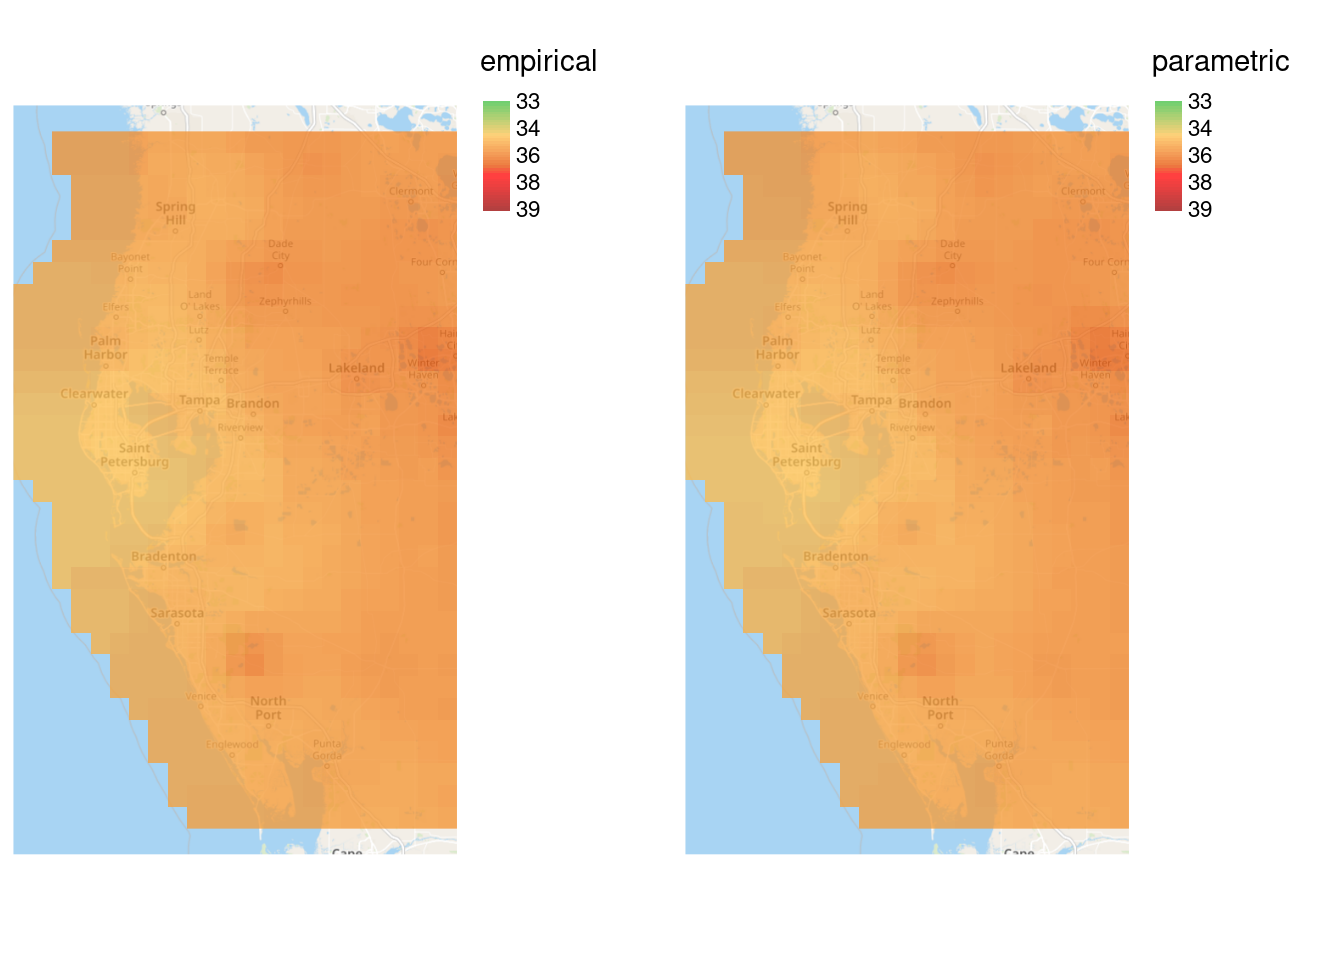 empirical
33
34
36
38
39
Clermont
Spring
Hill
Dade
City
Bayonet
Point
Four Corn
Land
O' Lakes
Zephyrhills
Elfers
Lutz
Palm
Harbor
Temple
Terrace
Lakeland
Winter
Haven
Clearwater
Tampa
Brandon
Riverview
Saint
Petersburg
Bradenton
Sarasota
Venice
North
Port
Englewood
Punta
Gorda
Cape
parametric
33
34
36
38
39
Clermont
Spring
Hill
Dade
City
Bayonet
Point
Four Corn
Land
O' Lakes
Zephyrhills
Elfers
Lutz
Palm
Harbor
Temple
Terrace
Lakeland
Winter
Haven
Clearwater
Tampa
Brandon
Riverview
Saint
Petersburg
Bradenton
Sarasota
Venice
North
Port
Englewood
Punta
Gorda
Cape